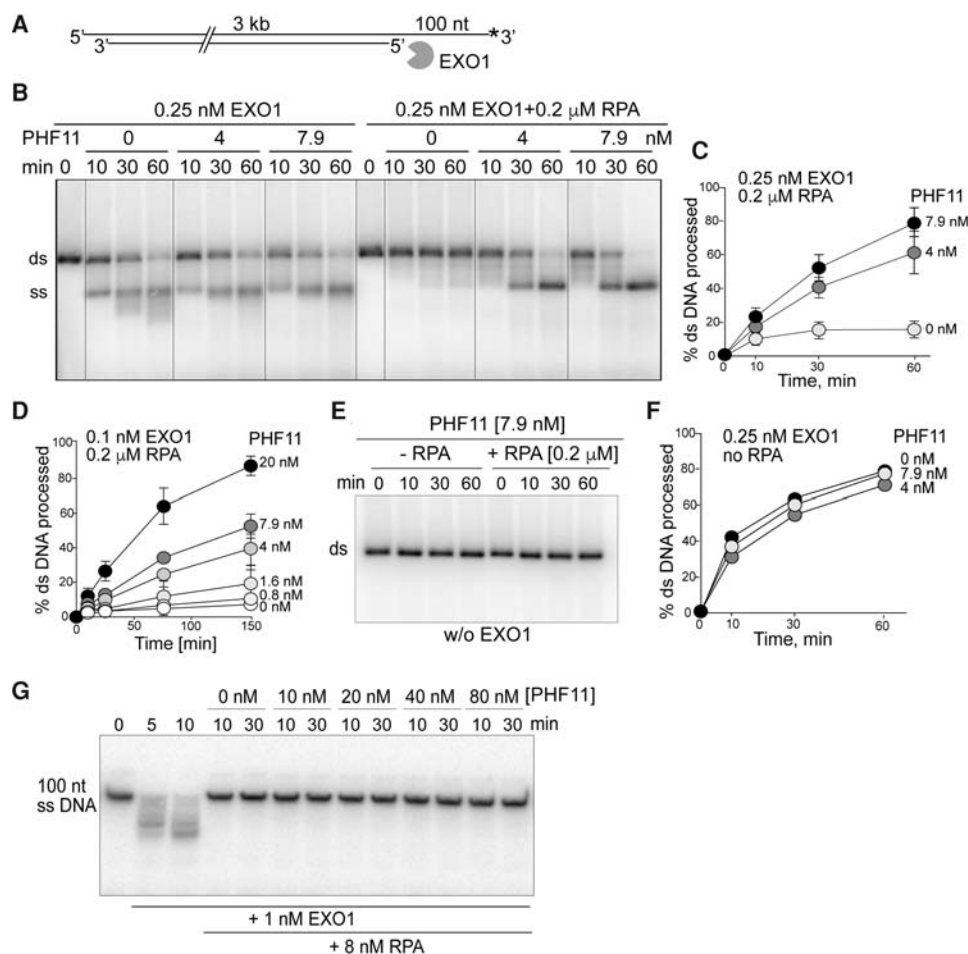 A
5' 3' 3 kb 5' 100 nt *3'
EXO1
B
0.25 nM EXO1 0.25 nM EXO1+0.2 μM RPA
PHF11 0 4 7.9 0 4 7.9 nM
min 0 10 30 60 10 30 60 10 30 60 0 10 30 60 10 30 60 10 30 60
ds
ss
C
0.25 nM EXO1
0.2 μM RPA
PHF11
7.9 nM
4 nM
0 nM
% ds DNA processed
100
80
60
40
20
0
0 10 30 60
Time, min
D
0.1 nM EXO1
0.2 μM RPA
PHF11
20 nM
7.9 nM
4 nM
1.6 nM
0.8 nM
0 nM
% ds DNA processed
100
80
60
40
20
0
0 50 100 150
Time [min]
E
PHF11 [7.9 nM]
- RPA + RPA [0.2 μM]
min 0 10 30 60 0 10 30 60
ds
w/o EXO1
F
0.25 nM EXO1
no RPA
PHF11
0 nM
7.9 nM
4 nM
% ds DNA processed
100
80
60
40
20
0
0 10 30 60
Time, min
G
0 nM 10 nM 20 nM 40 nM 80 nM [PHF11]
0 5 10 10 30 10 30 10 30 10 30 10 30 min
100 nt
ss DNA
+ 1 nM EXO1
+ 8 nM RPA